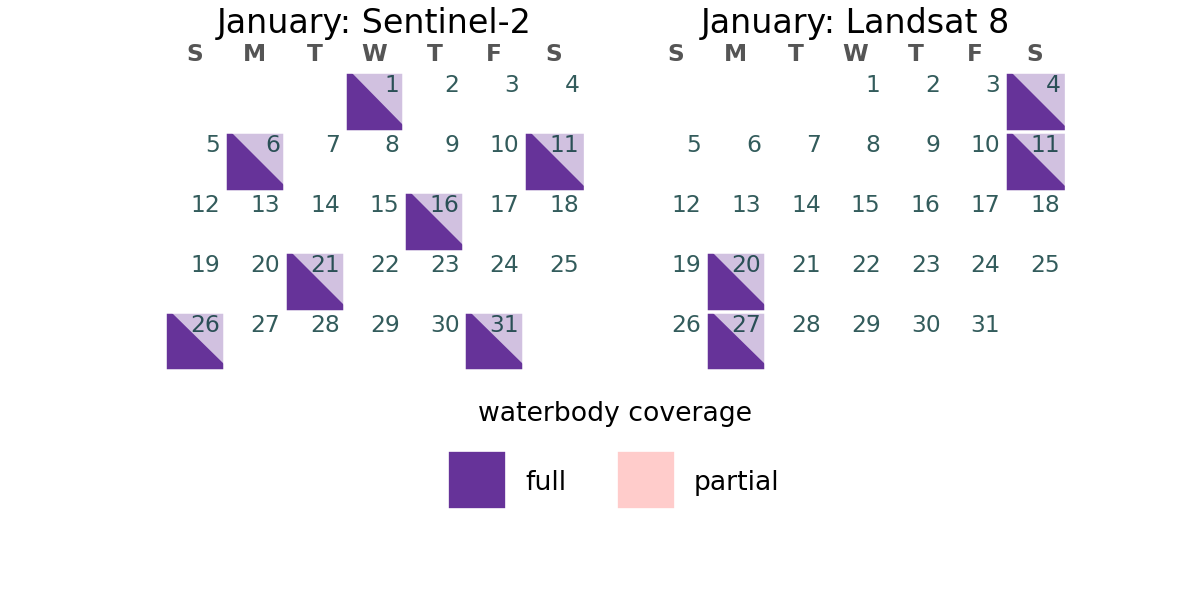 January: Sentinel-2
S M T W T F S
1 2 3 4
5 6 7 8 9 10 11
12 13 14 15 16 17 18
19 20 21 22 23 24 25
26 27 28 29 30 31
January: Landsat 8
S M T W T F S
1 2 3 4
5 6 7 8 9 10 11
12 13 14 15 16 17 18
19 20 21 22 23 24 25
26 27 28 29 30 31
waterbody coverage
full partial